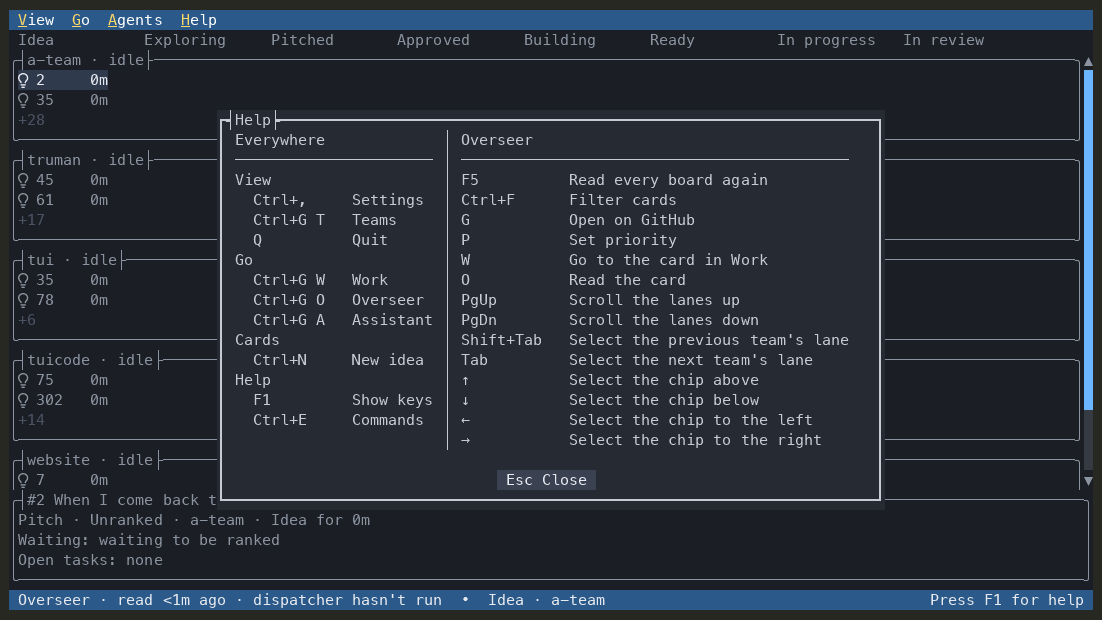 View  Go  Agents  Help
Idea  Exploring  Pitched  Approved  Building  Ready  In progress  In review
a-team · idle
2  0m
35  0m
+28
truman · idle
45  0m
61  0m
+17
tui · idle
35  0m
78  0m
+6
tuicode · idle
75  0m
302  0m
+14
website · idle
7  0m
Help
Everywhere
View
Ctrl+,  Settings
Ctrl+G T  Teams
Q  Quit
Go
Ctrl+G W  Work
Ctrl+G O  Overseer
Ctrl+G A  Assistant
Cards
Ctrl+N  New idea
Help
F1  Show keys
Ctrl+E  Commands
Overseer
F5  Read every board again
Ctrl+F  Filter cards
G  Open on GitHub
P  Set priority
W  Go to the card in Work
O  Read the card
PgUp  Scroll the lanes up
PgDn  Scroll the lanes down
Shift+Tab  Select the previous team's lane
Tab  Select the next team's lane
↑  Select the chip above
↓  Select the chip below
←  Select the chip to the left
→  Select the chip to the right
Esc Close
#2 When I come back t
Pitch · Unranked · a-team · Idea for 0m
Waiting: waiting to be ranked
Open tasks: none
Overseer · read <1m ago · dispatcher hasn't run  •  Idea · a-team  Press F1 for help